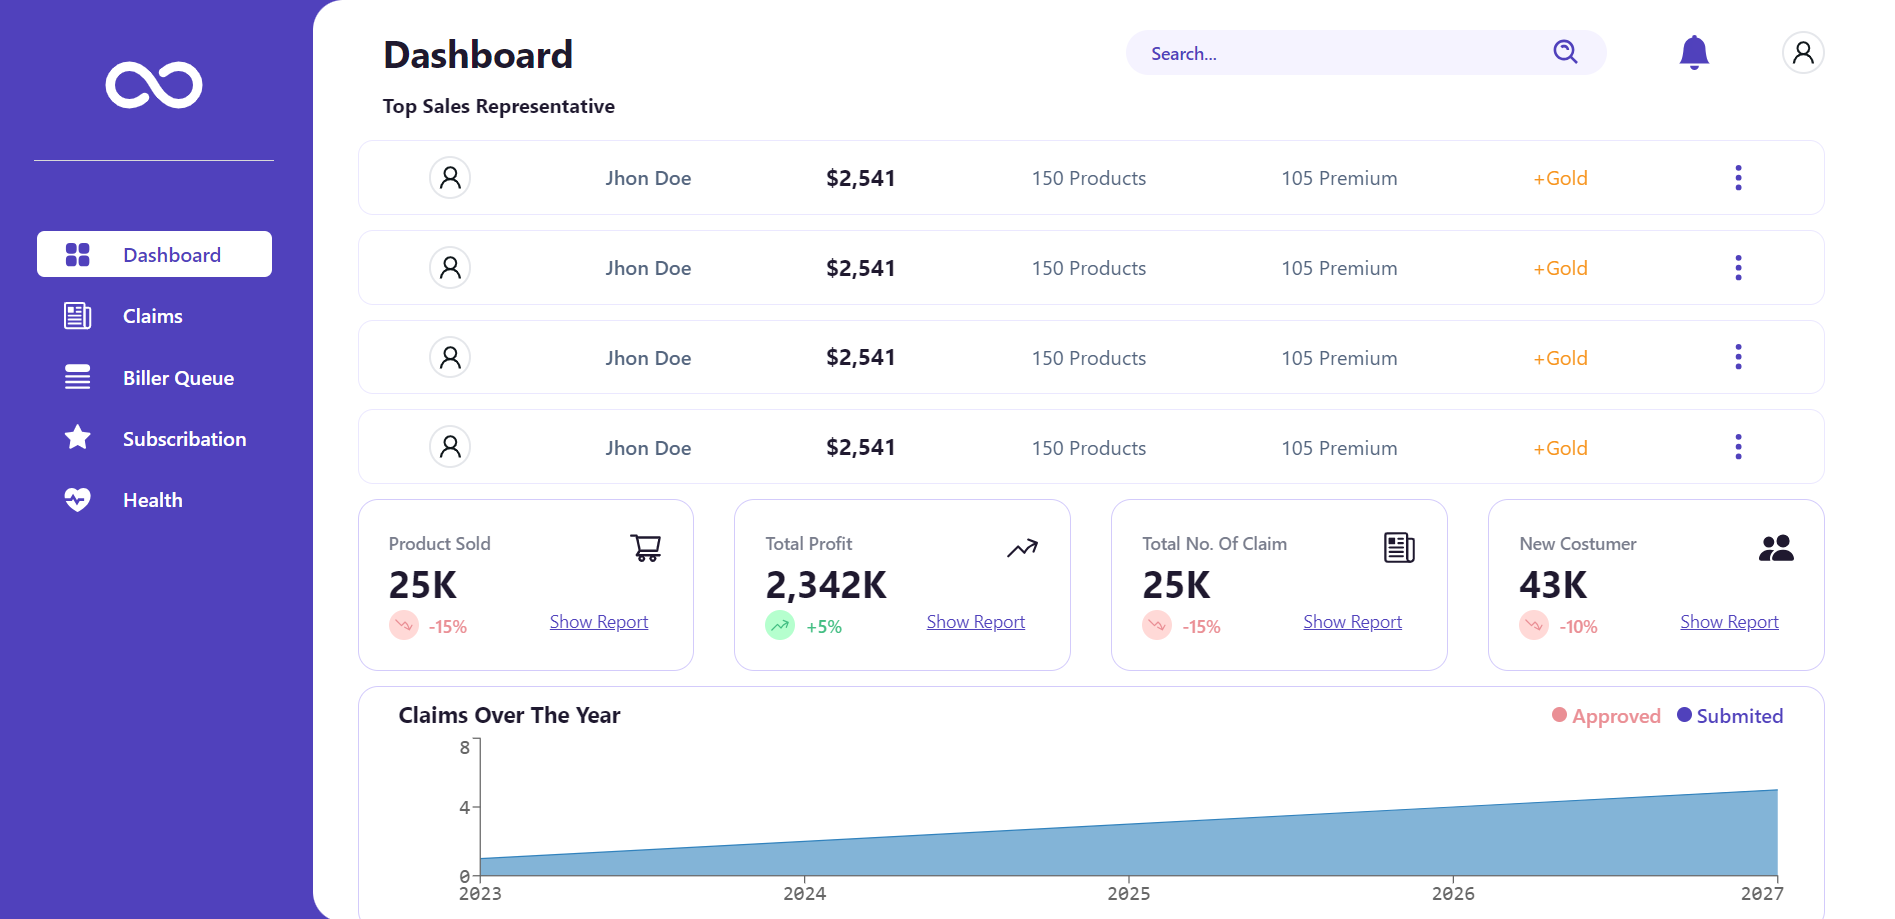 Dashboard
Search...
Top Sales Representative
Dashboard
Claims
Biller Queue
Subscribation
Health
Jhon Doe $2,541 150 Products 105 Premium +Gold
Jhon Doe $2,541 150 Products 105 Premium +Gold
Jhon Doe $2,541 150 Products 105 Premium +Gold
Jhon Doe $2,541 150 Products 105 Premium +Gold
Product Sold
25K
-15% Show Report
Total Profit
2,342K
+5% Show Report
Total No. Of Claim
25K
-15% Show Report
New Costumer
43K
-10% Show Report
Claims Over The Year
Approved Submited
8
4
0
2023 2024 2025 2026 2027